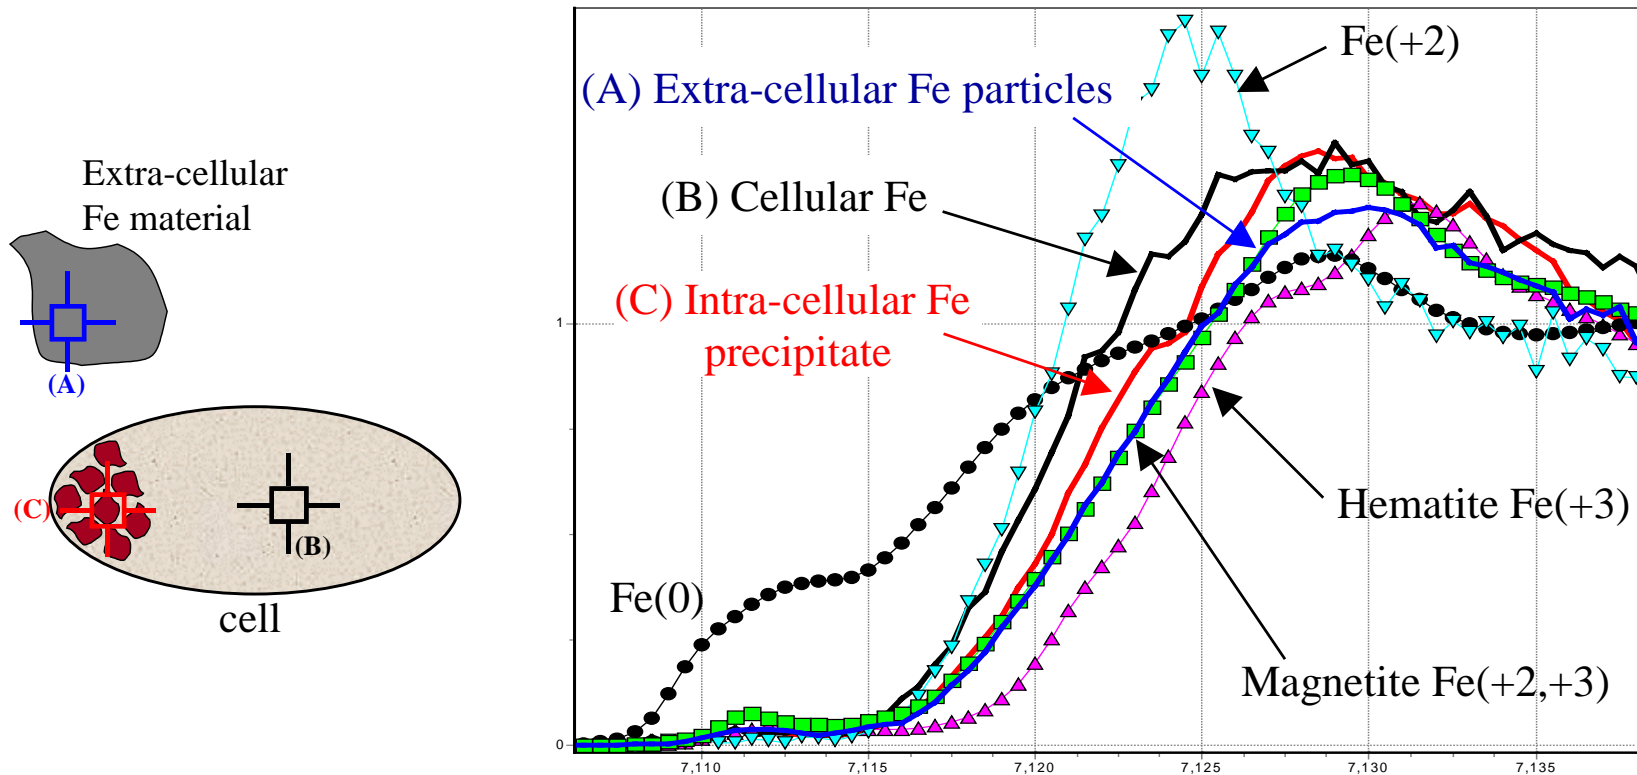 Extra-cellular
Fe material
(A)
(C)
(B)
cell
Fe(+2)
(A) Extra-cellular Fe particles
(B) Cellular Fe
(C) Intra-cellular Fe
precipitate
Fe(0)
Hematite Fe(+3)
Magnetite Fe(+2,+3)
1
0
7,110
7,115
7,120
7,125
7,130
7,135